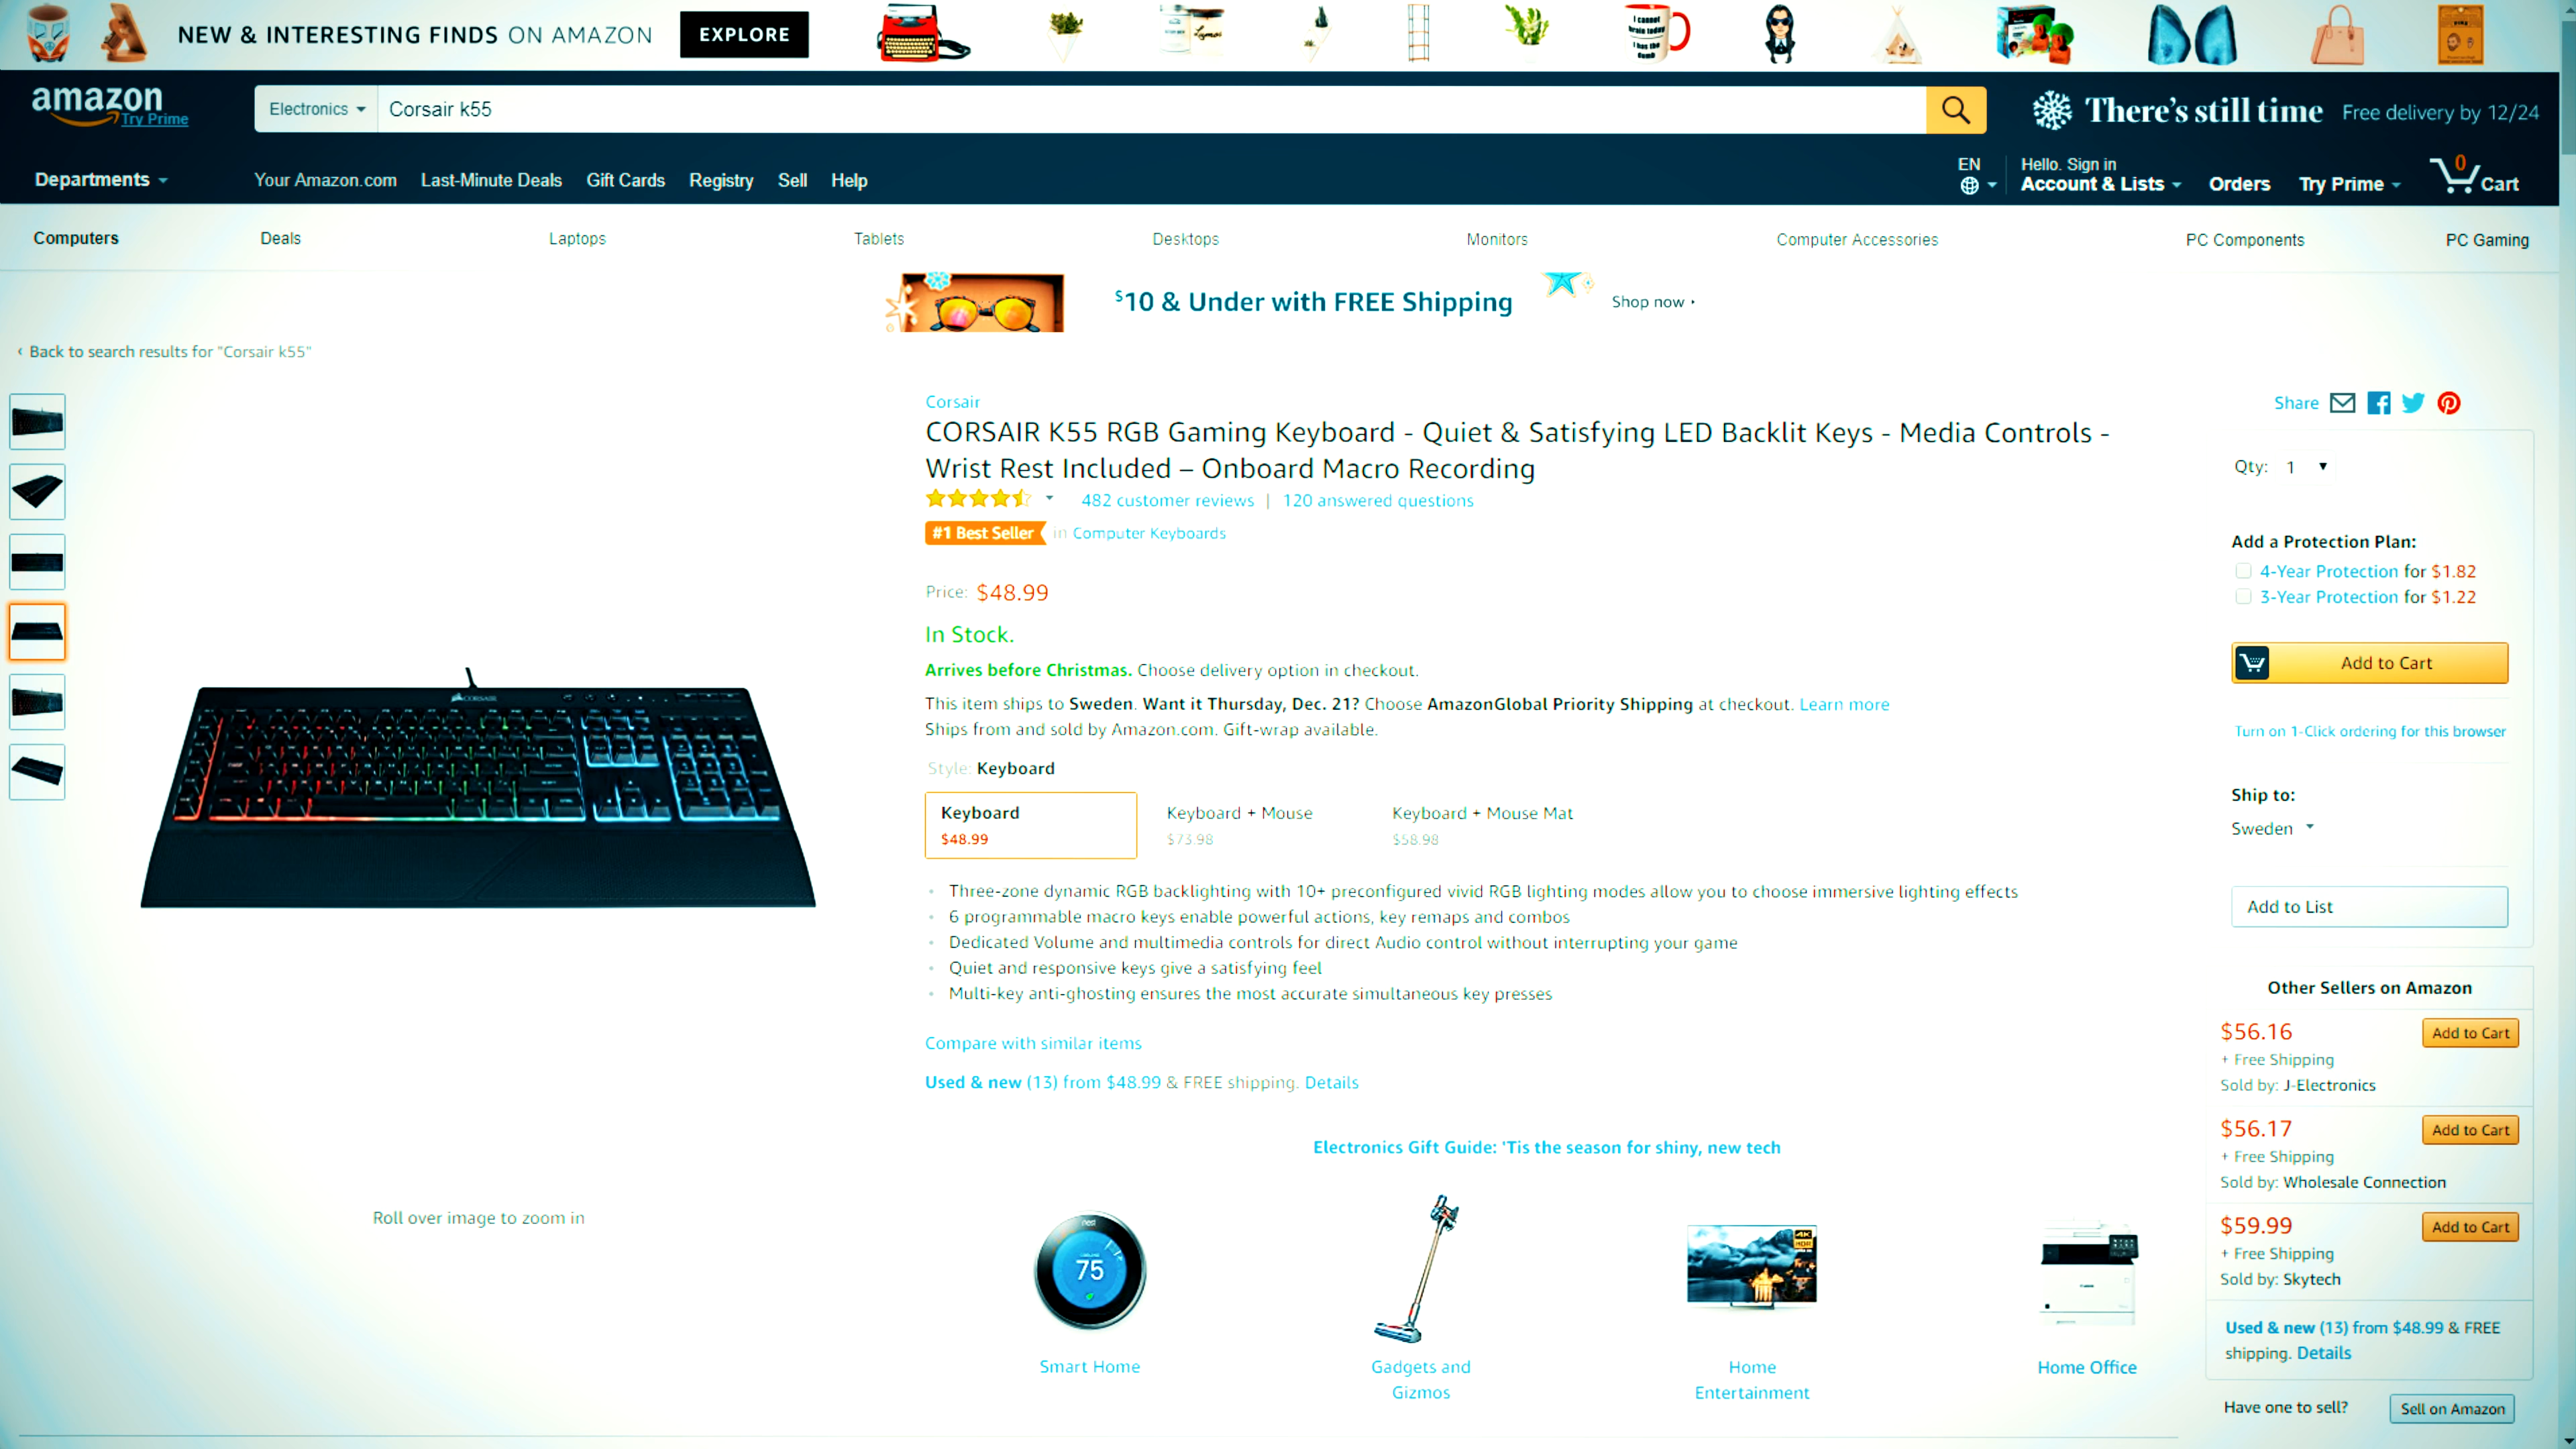 NEW & INTERESTING FINDS ON AMAZON EXPLORE
I cannot
brain today
I has the
dumb
amazon
Try Prime
Electronics
Corsair k55
There's still time Free delivery by 12/24
Departments
Your Amazon.com Last-Minute Deals Gift Cards Registry Sell Help
EN
Hello. Sign in
Account & Lists Orders Try Prime 0 Cart
Computers Deals Laptops Tablets Desktops Monitors Computer Accessories PC Components PC Gaming
$10 & Under with FREE Shipping Shop now
‹ Back to search results for "Corsair k55"
CORSAIR
Roll over image to zoom in
Corsair
CORSAIR K55 RGB Gaming Keyboard - Quiet & Satisfying LED Backlit Keys - Media Controls -
Wrist Rest Included – Onboard Macro Recording
482 customer reviews | 120 answered questions
#1 Best Seller in Computer Keyboards
Price: $48.99
In Stock.
Arrives before Christmas. Choose delivery option in checkout.
This item ships to Sweden. Want it Thursday, Dec. 21? Choose AmazonGlobal Priority Shipping at checkout. Learn more
Ships from and sold by Amazon.com. Gift-wrap available.
Style: Keyboard
Keyboard
$48.99
Keyboard + Mouse
$73.98
Keyboard + Mouse Mat
$58.98
Three-zone dynamic RGB backlighting with 10+ preconfigured vivid RGB lighting modes allow you to choose immersive lighting effects
6 programmable macro keys enable powerful actions, key remaps and combos
Dedicated Volume and multimedia controls for direct Audio control without interrupting your game
Quiet and responsive keys give a satisfying feel
Multi-key anti-ghosting ensures the most accurate simultaneous key presses
Compare with similar items
Used & new (13) from $48.99 & FREE shipping. Details
Electronics Gift Guide: 'Tis the season for shiny, new tech
nest
75
4K
HDR
Smart Home
Gadgets and
Gizmos
Home
Entertainment
Home Office
Share
Qty: 1
Add a Protection Plan:
4-Year Protection for $1.82
3-Year Protection for $1.22
Add to Cart
Turn on 1-Click ordering for this browser
Ship to:
Sweden
Add to List
Other Sellers on Amazon
$56.16 Add to Cart
+ Free Shipping
Sold by: J-Electronics
$56.17 Add to Cart
+ Free Shipping
Sold by: Wholesale Connection
$59.99 Add to Cart
+ Free Shipping
Sold by: Skytech
Used & new (13) from $48.99 & FREE
shipping. Details
Have one to sell? Sell on Amazon